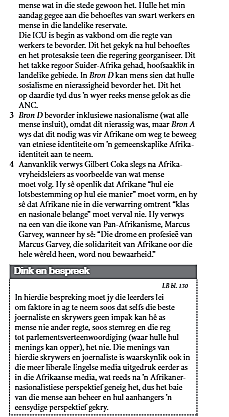 mense wat in die stede gewoon het. Hulle het min
aandag gegee aan die behoeftes van swart werkers en
mense in die landelike reservate.
Die ICU is begin as vakbond om die regte van
werkers te bevorder. Dit het gekyk na hul behoeftes
en het protesaksie teen die regering georganiseer. Dit
het takke regoor Suider-Afrika gehad, hoofsaaklik in
landelike gebiede. In Bron D kan mens sien dat hulle
sosialisme en nierassigheid bevorder het. Dit het
op daardie tyd dus 'n wyer reeks mense gelok as die
ANC.
3 Bron D bevorder inklusiewe nasionalisme (wat alle
mense insluit), omdat dit nierassig was, maar Bron A
wys dat dit nodig was vir Afrikane om weg te beweeg
van etniese identiteite om 'n gemeenskaplike Afrika-
identiteit aan te neem.
4 Aanvanklik verwys Gilbert Coka slegs na Afrika-
vryheidsleiers as voorbeelde van wat mense
moet volg. Hy sê openlik dat Afrikane “hul eie
lotsbestemming op hul eie manier” moet vorm, en hy
sê dat Afrikane nie in die verwarring omtrent “klas
en nasionale belange” moet verval nie. Hy verwys
na een van die ikone van Pan-Afrikanisme, Marcus
Garvey, wanneer hy sê: “Die drome en profesieë van
Marcus Garvey, die solidariteit van Afrikane oor die
hele wêreld heen, word nou bewaarheid.”
Dink en bespreek
LB bl. 130
In hierdie bespreking moet jy die leerders lei
om faktore in ag te neem soos dat selfs die beste
joernaliste en skrywers geen impak kan hê as
mense nie ander regte, soos stemreg en die reg
tot parlementsverteenwoordiging (waar hulle hul
menings kan opper), het nie. Die menings van
hierdie skrywers en joernaliste is waarskynlik ook in
die meer liberale Engelse media uitgedruk eerder as
in die Afrikaanse media, wat reeds na 'n Afrikaner-
nasionalistiese perspektief geneig het, dus het baie
van die mense aan beheer en hul aanhangers 'n
eensydige perspektief gekry.